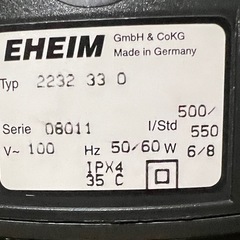 EHEIM GmbH & CoKG
Made in Germany
Typ 2232 33 0
Serie 08011 I/Std 500/550
V~ 100 Hz 50/60 W 6/8
IPX4
35 C